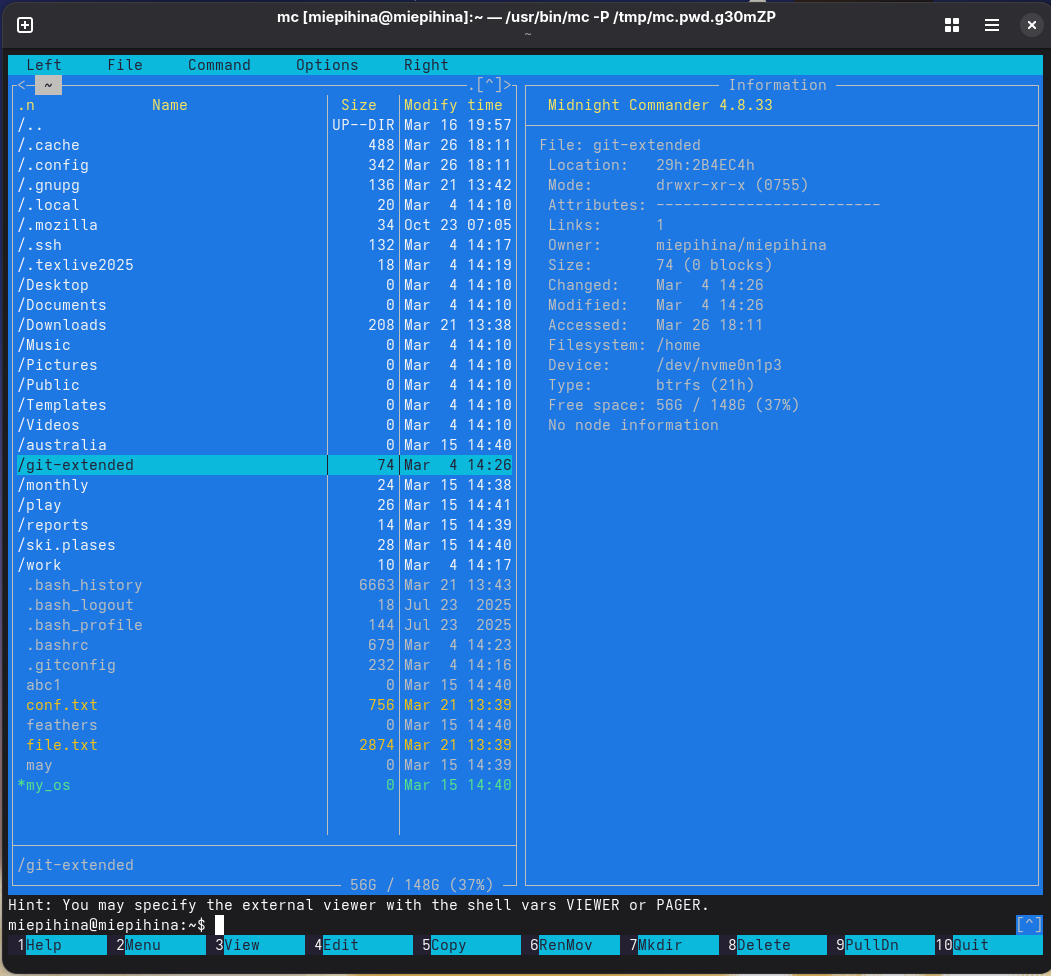 mc [miepihina@miepihina]:~ — /usr/bin/mc -P /tmp/mc.pwd.g30mZP
~
Left File Command Options Right
<─ ~ ─.[^]>
Information
.n Name Size Modify time
Midnight Commander 4.8.33
/.. UP--DIR Mar 16 19:57
/.cache 488 Mar 26 18:11
File: git-extended
/.config 342 Mar 26 18:11
Location: 29h:2B4EC4h
/.gnupg 136 Mar 21 13:42
Mode: drwxr-xr-x (0755)
/.local 20 Mar 4 14:10
Attributes: -------------------------
/.mozilla 34 Oct 23 07:05
Links: 1
/.ssh 132 Mar 4 14:17
Owner: miepihina/miepihina
/.texlive2025 18 Mar 4 14:19
Size: 74 (0 blocks)
/Desktop 0 Mar 4 14:10
Changed: Mar 4 14:26
/Documents 0 Mar 4 14:10
Modified: Mar 4 14:26
/Downloads 208 Mar 21 13:38
Accessed: Mar 26 18:11
/Music 0 Mar 4 14:10
Filesystem: /home
/Pictures 0 Mar 4 14:10
Device: /dev/nvme0n1p3
/Public 0 Mar 4 14:10
Type: btrfs (21h)
/Templates 0 Mar 4 14:10
Free space: 56G / 148G (37%)
/Videos 0 Mar 4 14:10
No node information
/australia 0 Mar 15 14:40
/git-extended 74 Mar 4 14:26
/monthly 24 Mar 15 14:38
/play 26 Mar 15 14:41
/reports 14 Mar 15 14:39
/ski.plases 28 Mar 15 14:40
/work 10 Mar 4 14:17
.bash_history 6663 Mar 21 13:43
.bash_logout 18 Jul 23 2025
.bash_profile 144 Jul 23 2025
.bashrc 679 Mar 4 14:23
.gitconfig 232 Mar 4 14:16
abc1 0 Mar 15 14:40
conf.txt 756 Mar 21 13:39
feathers 0 Mar 15 14:40
file.txt 2874 Mar 21 13:39
may 0 Mar 15 14:39
*my_os 0 Mar 15 14:40
/git-extended
56G / 148G (37%)
Hint: You may specify the external viewer with the shell vars VIEWER or PAGER.
miepihina@miepihina:~$ [^]
1Help 2Menu 3View 4Edit 5Copy 6RenMov 7Mkdir 8Delete 9PullDn 10Quit